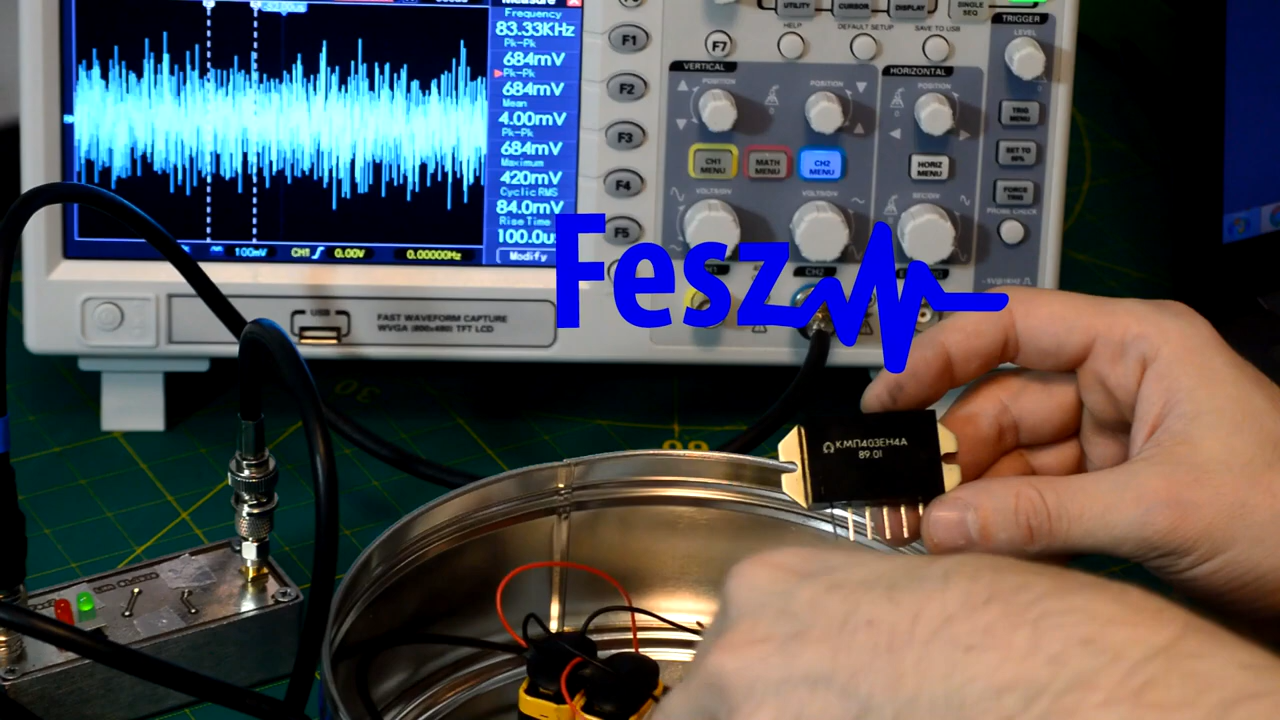 Measure
Frequency
83.33KHz
Pk-Pk
684mV
Pk-Pk
684mV
Mean
4.00mV
Pk-Pk
684mV
Maximum
420mV
Cyclic RMS
84.0mV
Rise Time
100.0u
Modify
100mV CH1 0.00V 0.00000Hz
F1
F2
F3
F4
F5
F7
UTILITY
CURSOR
DISPLAY
SINGLE
SEQ
HELP
DEFAULT SETUP
SAVE TO USB
VERTICAL
HORIZONTAL
TRIGGER
POSITION
POSITION
POSITION
LEVEL
CH1
MENU
MATH
MENU
CH2
MENU
HORIZ
MENU
TRIG
MENU
SET TO
50%
FORCE
TRIG
PROBE CHECK
VOLTS/DIV
VOLTS/DIV
SEC/DIV
CH2
Fesz
USB
FAST WAVEFORM CAPTURE
WVGA (800x480) TFT LCD
КМП403ЕН4А
89.01
30